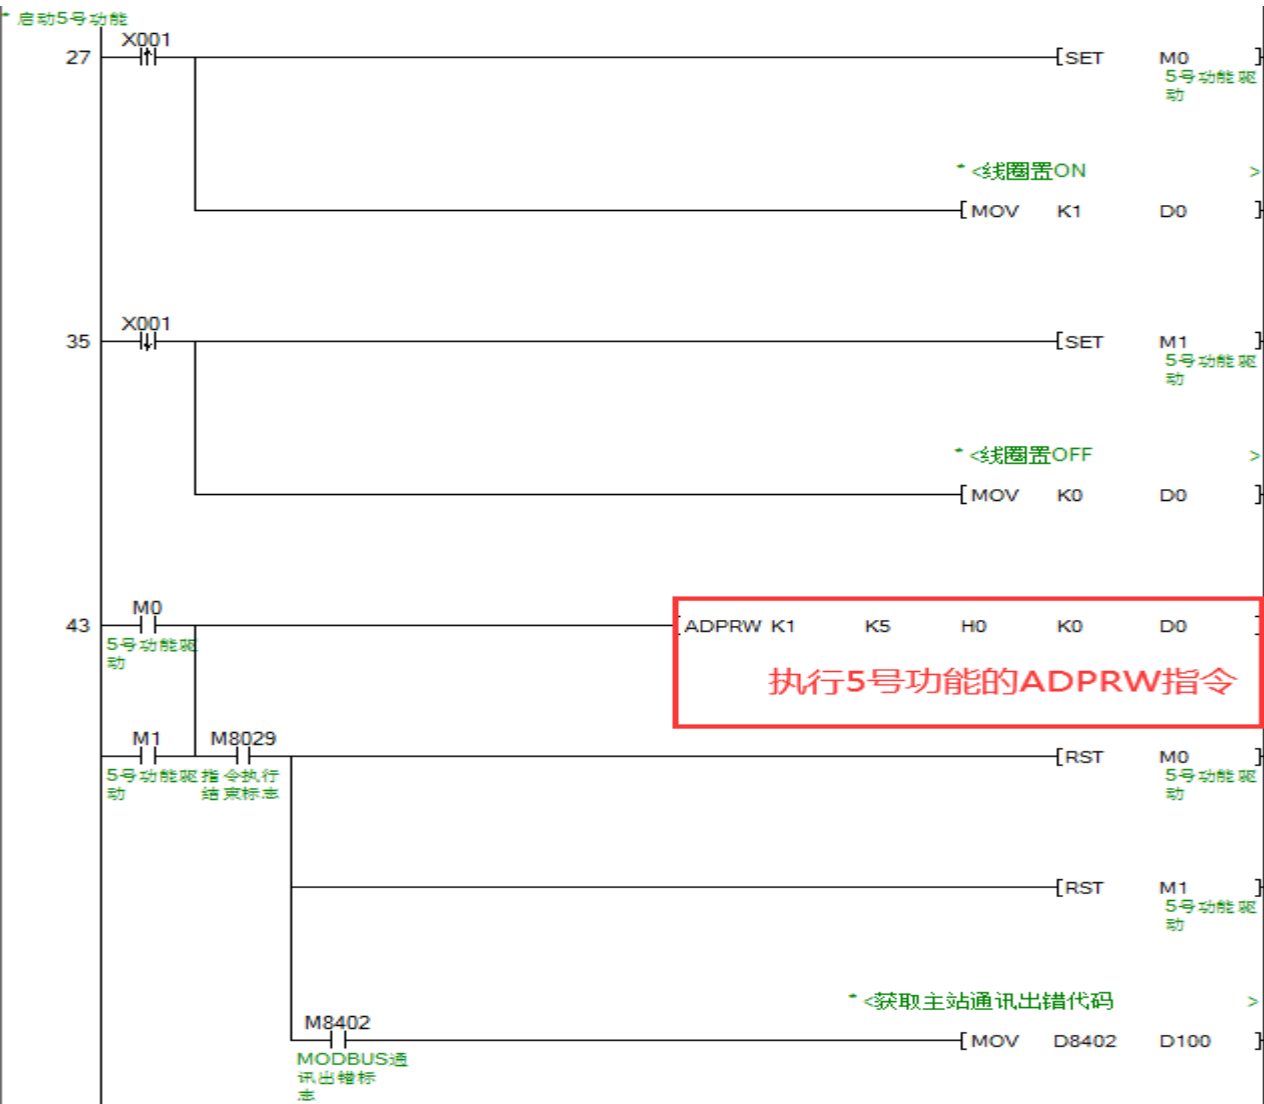 * 启动5号功能
X001
27 SET M0
5号功能驱
动
* <线圈置ON >
MOV K1 D0
X001
35 SET M1
5号功能驱
动
* <线圈置OFF >
MOV K0 D0
M0
43 ADPRW K1 K5 H0 K0 D0
5号功能驱
动
执行5号功能的ADPRW指令
M1 M8029
RST M0
5号功能驱 指令执行 5号功能驱
动 结束标志 动
RST M1
5号功能驱
动
* <获取主站通讯出错代码 >
M8402
MOV D8402 D100
MODBUS通
讯出错标
志